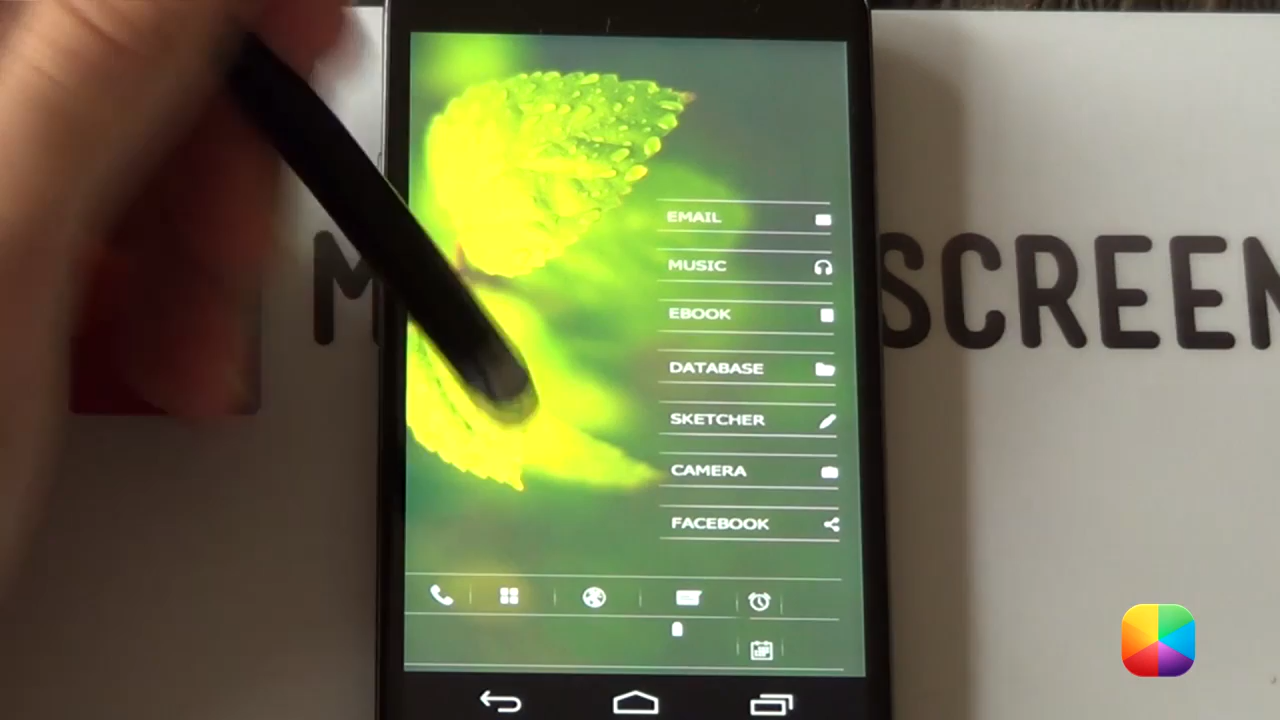 EMAIL
MUSIC
EBOOK
DATABASE
SKETCHER
CAMERA
FACEBOOK
M
SCREEN